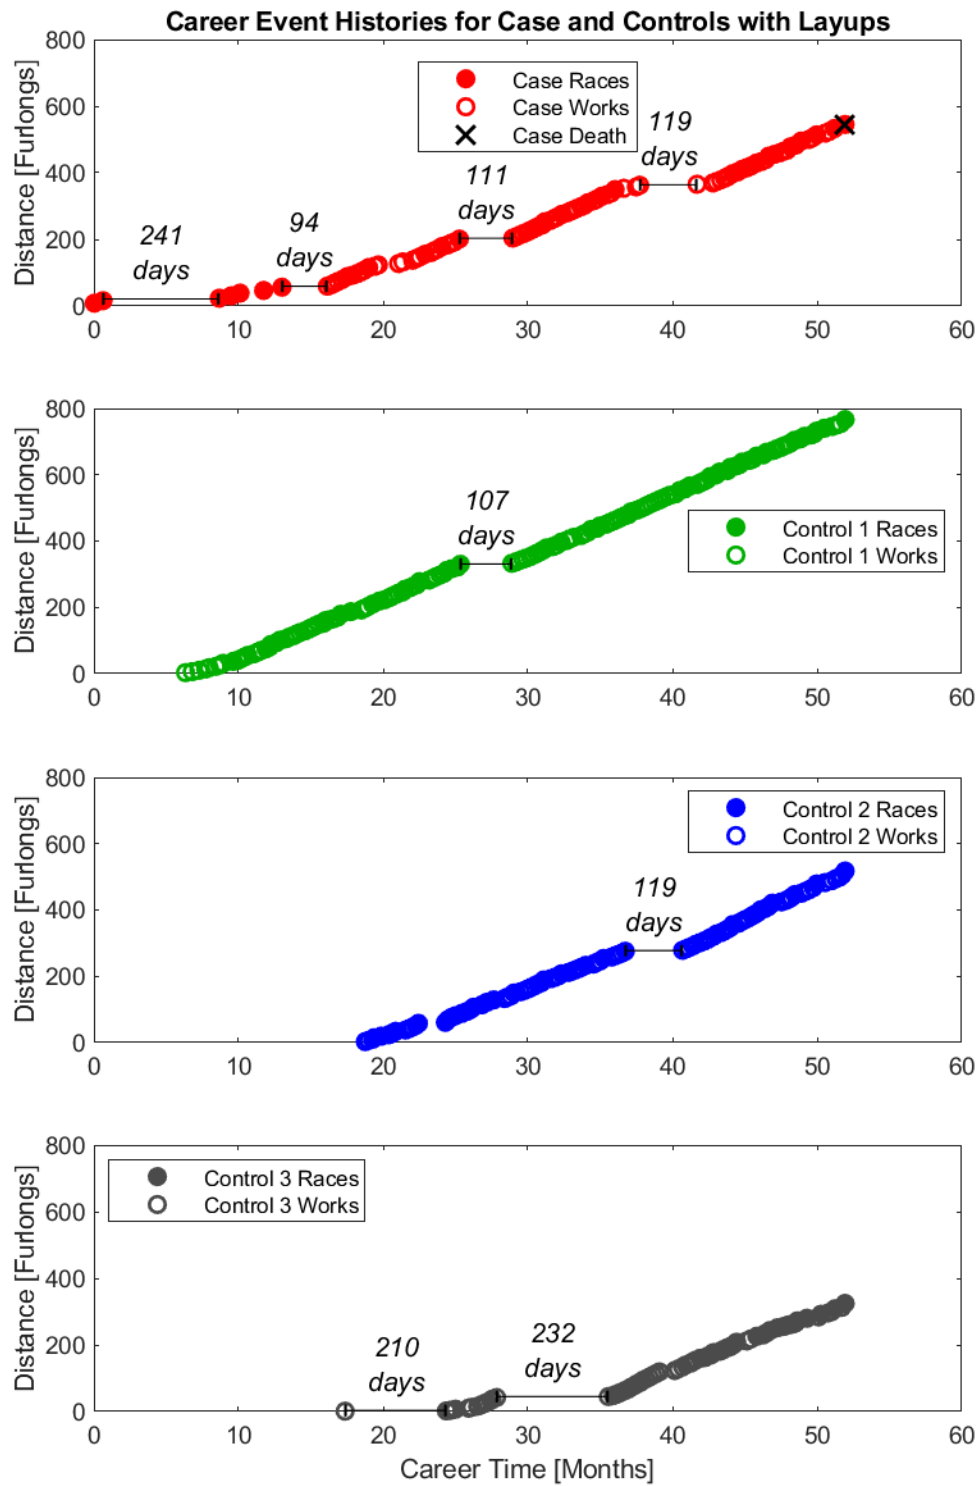 Career Event Histories for Case and Controls with Layups
800
600
400
200
0
Distance [Furlongs]
Case Races
Case Works
Case Death
241
days
94
days
111
days
119
days
0 10 20 30 40 50 60
800
600
400
200
0
Distance [Furlongs]
107
days
Control 1 Races
Control 1 Works
0 10 20 30 40 50 60
800
600
400
200
0
Distance [Furlongs]
Control 2 Races
Control 2 Works
119
days
0 10 20 30 40 50 60
800
600
400
200
0
Distance [Furlongs]
Control 3 Races
Control 3 Works
210
days
232
days
0 10 20 30 40 50 60
Career Time [Months]